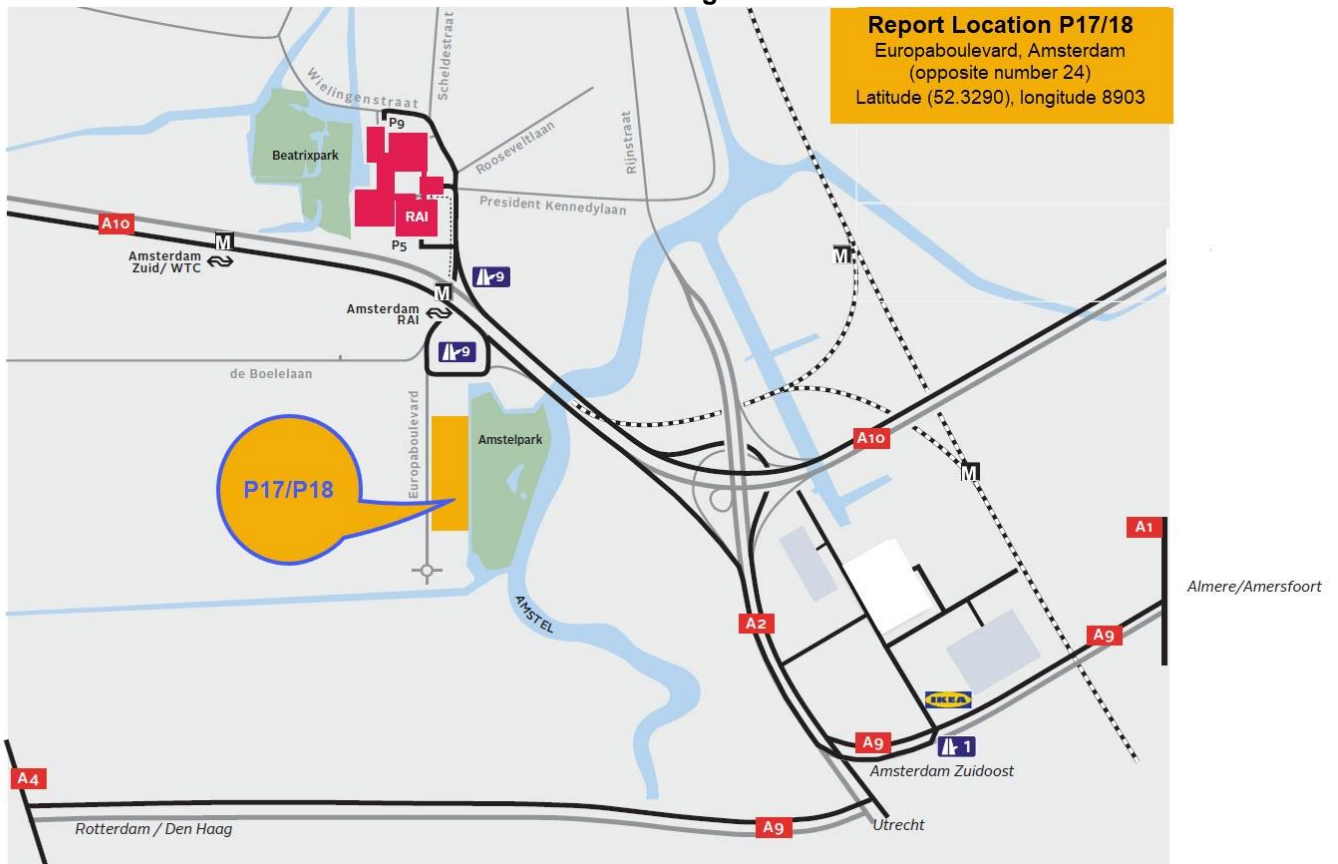 g
Report Location P17/18
Europaboulevard, Amsterdam
(opposite number 24)
Latitude (52.3290), longitude 8903
Scheldestraat
Wielingenstraat
P9
Beatrixpark
Rooseveltlaan
Rijnstraat
President Kennedylaan
RAI
A10
P5
M
Amsterdam
Zuid/ WTC
M
9
M
Amsterdam
RAI
9
de Boelelaan
Europaboulevard
Amstelpark
A10
P17/P18
M
A1
Almere/Amersfoort
AMSTEL
A2
A9
IKEA
A9
1
Amsterdam Zuidoost
A4
Rotterdam / Den Haag
A9
Utrecht